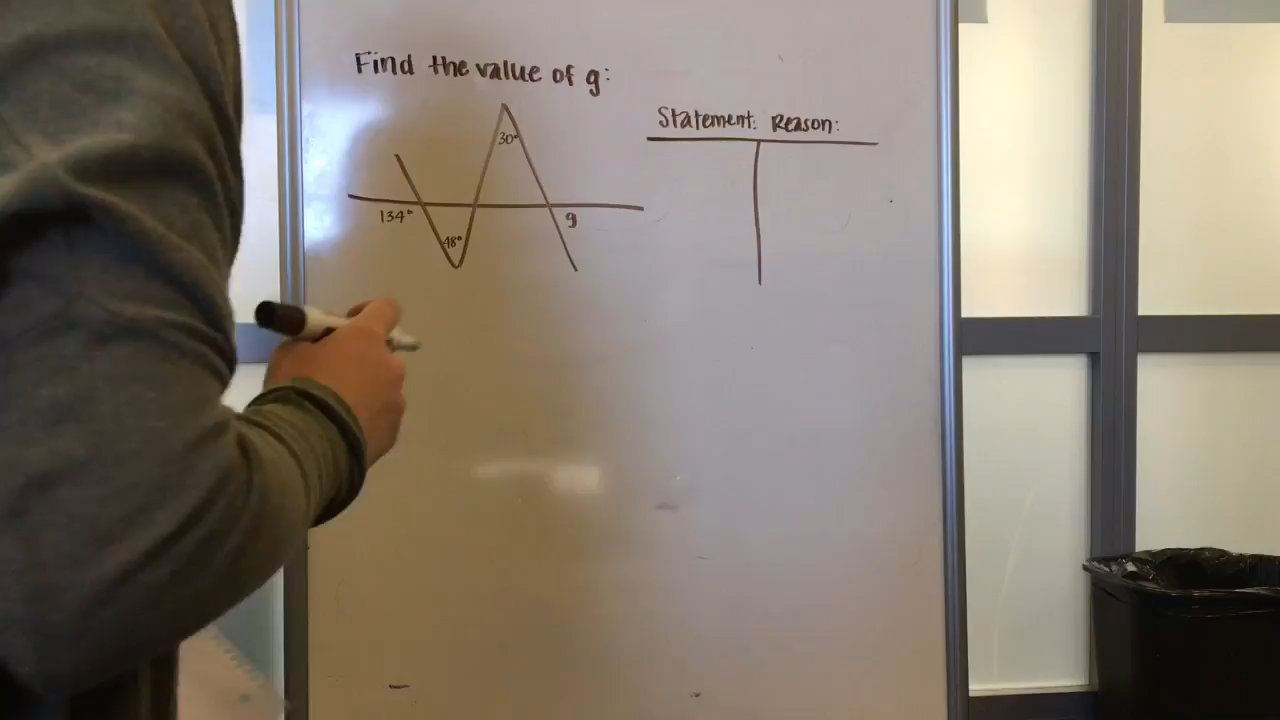 Find the value of g:
Statement: Reason:
30°
134°
g
48°